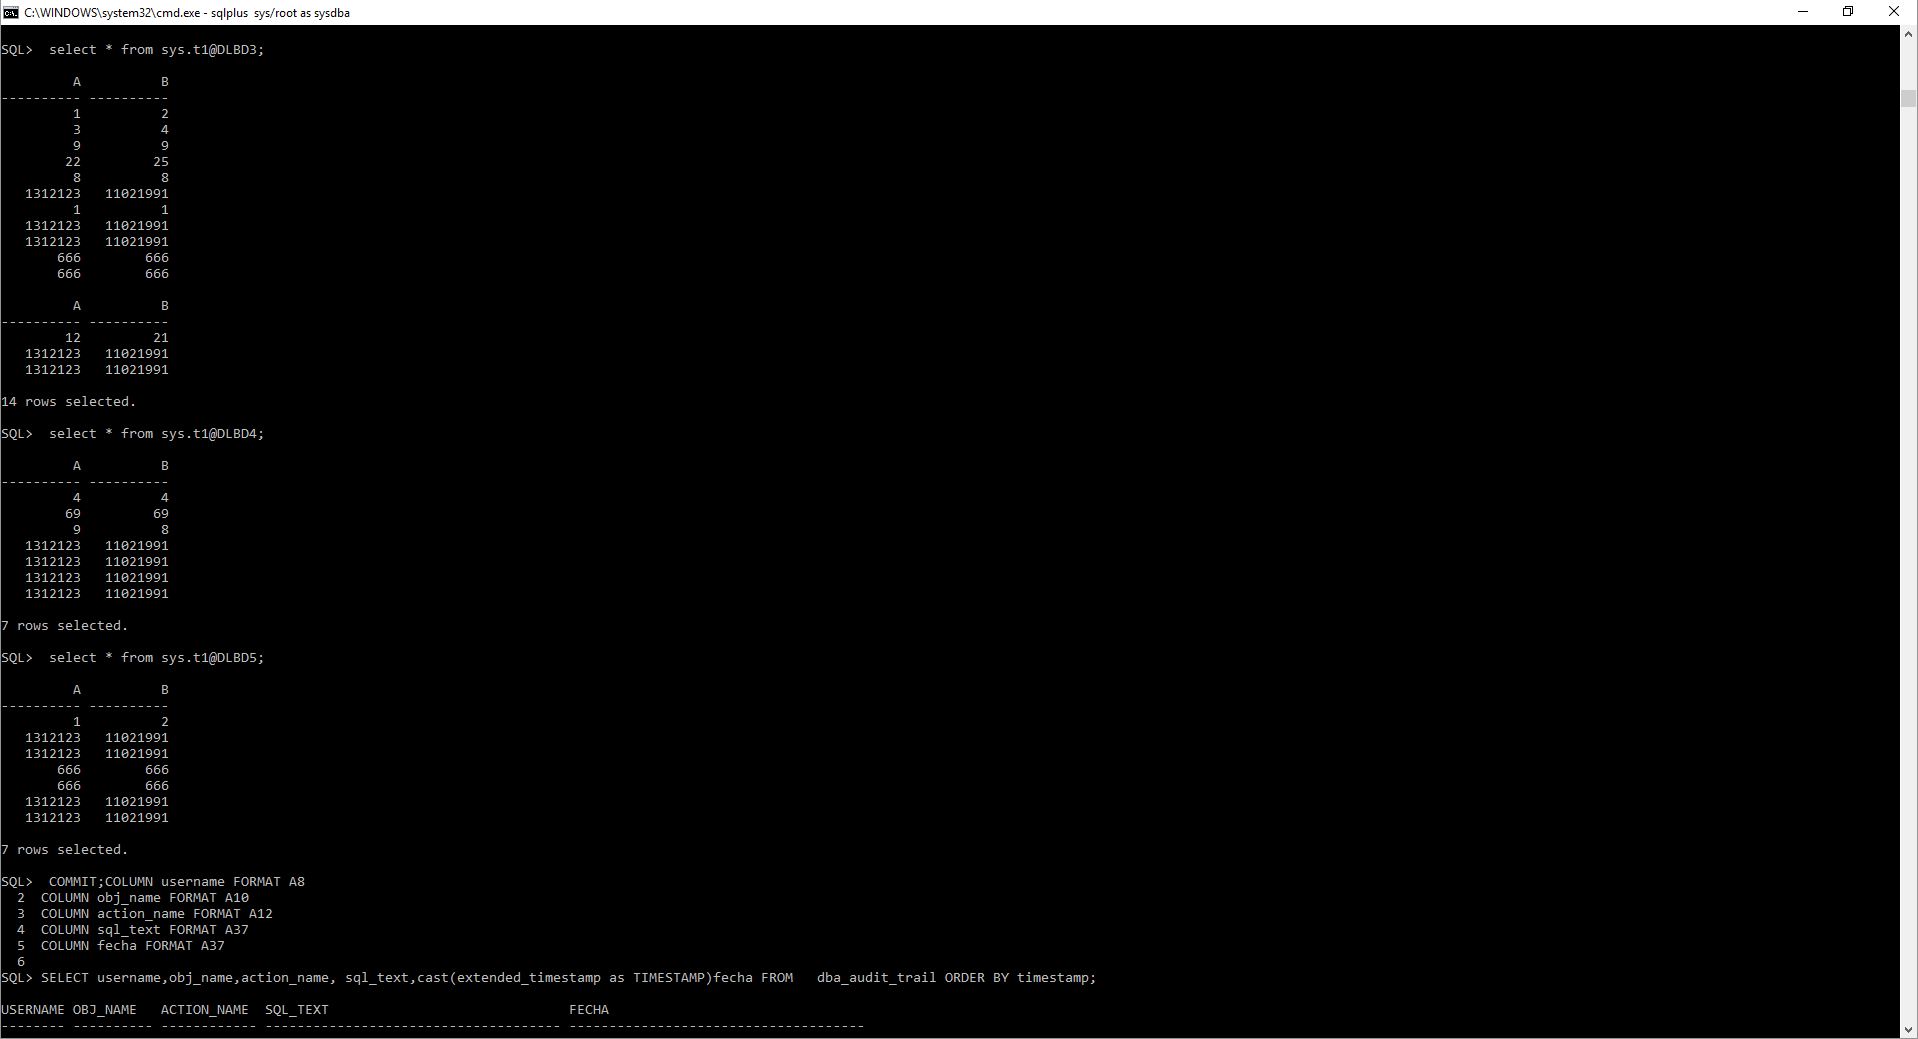 C:\WINDOWS\system32\cmd.exe - sqlplus  sys/root as sysdba
SQL>  select * from sys.t1@DLBD3;
         A          B
---------- ----------
         1          2
         3          4
         9          9
        22         25
         8          8
   1312123   11021991
         1          1
   1312123   11021991
   1312123   11021991
       666        666
       666        666
         A          B
---------- ----------
        12         21
   1312123   11021991
   1312123   11021991
14 rows selected.
SQL>  select * from sys.t1@DLBD4;
         A          B
---------- ----------
         4          4
        69         69
         9          8
   1312123   11021991
   1312123   11021991
   1312123   11021991
   1312123   11021991
7 rows selected.
SQL>  select * from sys.t1@DLBD5;
         A          B
---------- ----------
         1          2
   1312123   11021991
   1312123   11021991
       666        666
       666        666
   1312123   11021991
   1312123   11021991
7 rows selected.
SQL>  COMMIT;COLUMN username FORMAT A8
  2  COLUMN obj_name FORMAT A10
  3  COLUMN action_name FORMAT A12
  4  COLUMN sql_text FORMAT A37
  5  COLUMN fecha FORMAT A37
  6
SQL> SELECT username,obj_name,action_name, sql_text,cast(extended_timestamp as TIMESTAMP)fecha FROM   dba_audit_trail ORDER BY timestamp;
USERNAME OBJ_NAME   ACTION_NAME  SQL_TEXT                              FECHA
-------- ---------- ------------ ------------------------------------- -------------------------------------